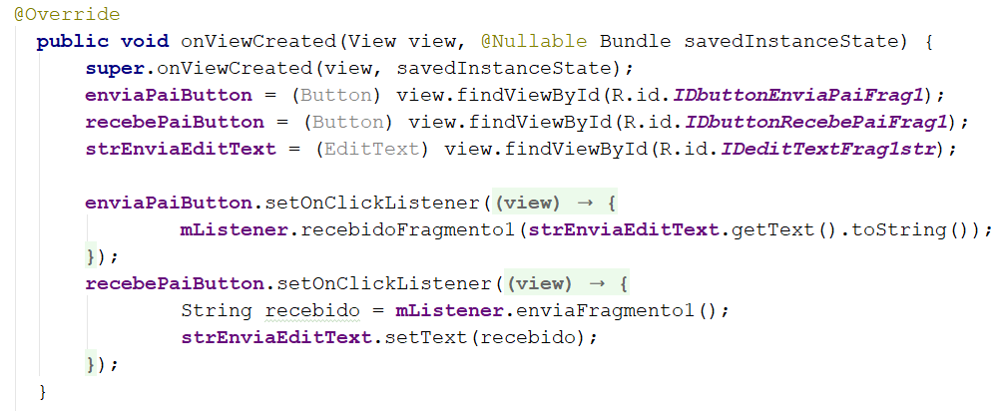 @Override
public void onViewCreated(View view, @Nullable Bundle savedInstanceState) {
super.onViewCreated(view, savedInstanceState);
enviaPaiButton = (Button) view.findViewById(R.id.IDbuttonEnviaPaiFrag1);
recebePaiButton = (Button) view.findViewById(R.id.IDbuttonRecebePaiFrag1);
strEnviaEditText = (EditText) view.findViewById(R.id.IDeditTextFrag1str);
enviaPaiButton.setOnClickListener((view) → {
mListener.recebidoFragmento1(strEnviaEditText.getText().toString());
});
recebePaiButton.setOnClickListener((view) → {
String recebido = mListener.enviaFragmento1();
strEnviaEditText.setText(recebido);
});
}